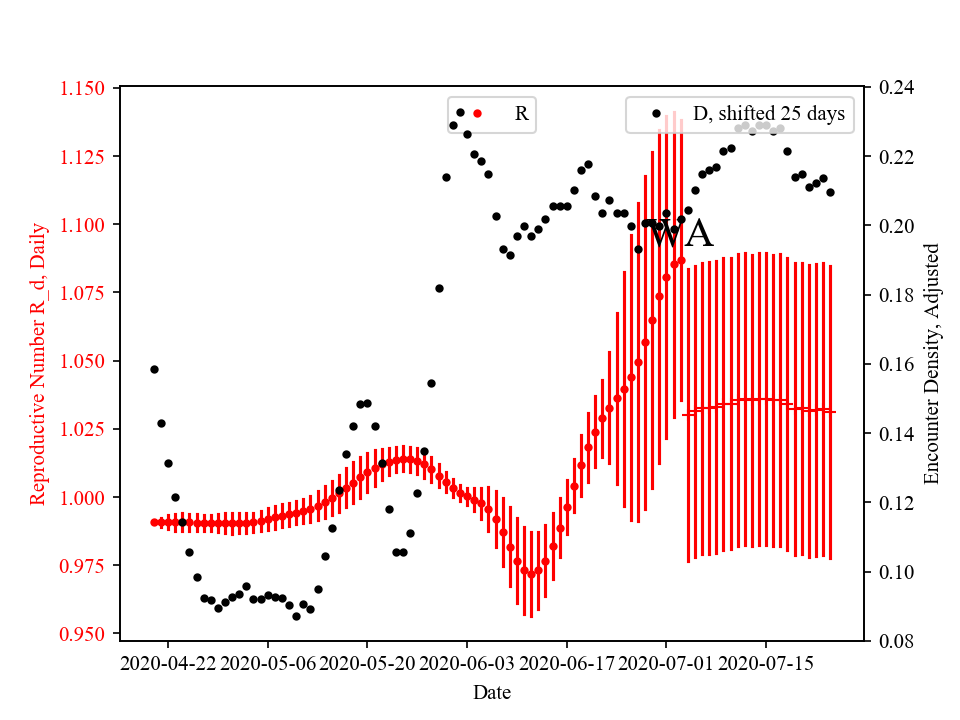 R
D, shifted 25 days
WA
1.150
1.125
1.100
1.075
1.050
1.025
1.000
0.975
0.950
Reproductive Number R_d, Daily
0.24
0.22
0.20
0.18
0.16
0.14
0.12
0.10
0.08
Encounter Density, Adjusted
2020-04-22 2020-05-06 2020-05-20 2020-06-03 2020-06-17 2020-07-01 2020-07-15
Date